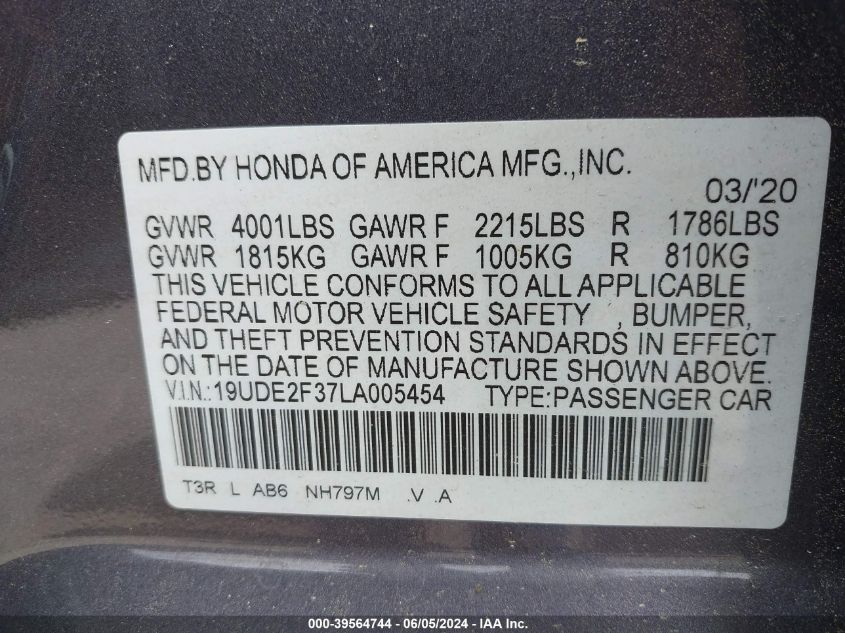 MFD.BY HONDA OF AMERICA MFG.,INC.
03/'20
GVWR 4001LBS GAWR F 2215LBS R 1786LBS
GVWR 1815KG GAWR F 1005KG R 810KG
THIS VEHICLE CONFORMS TO ALL APPLICABLE
FEDERAL MOTOR VEHICLE SAFETY , BUMPER,
AND THEFT PREVENTION STANDARDS IN EFFECT
ON THE DATE OF MANUFACTURE SHOWN ABOVE.
V.I.N.:19UDE2F37LA005454 TYPE:PASSENGER CAR
T3R L AB6 NH797M .V .A
000-39564744 - 06/05/2024 - IAA Inc.